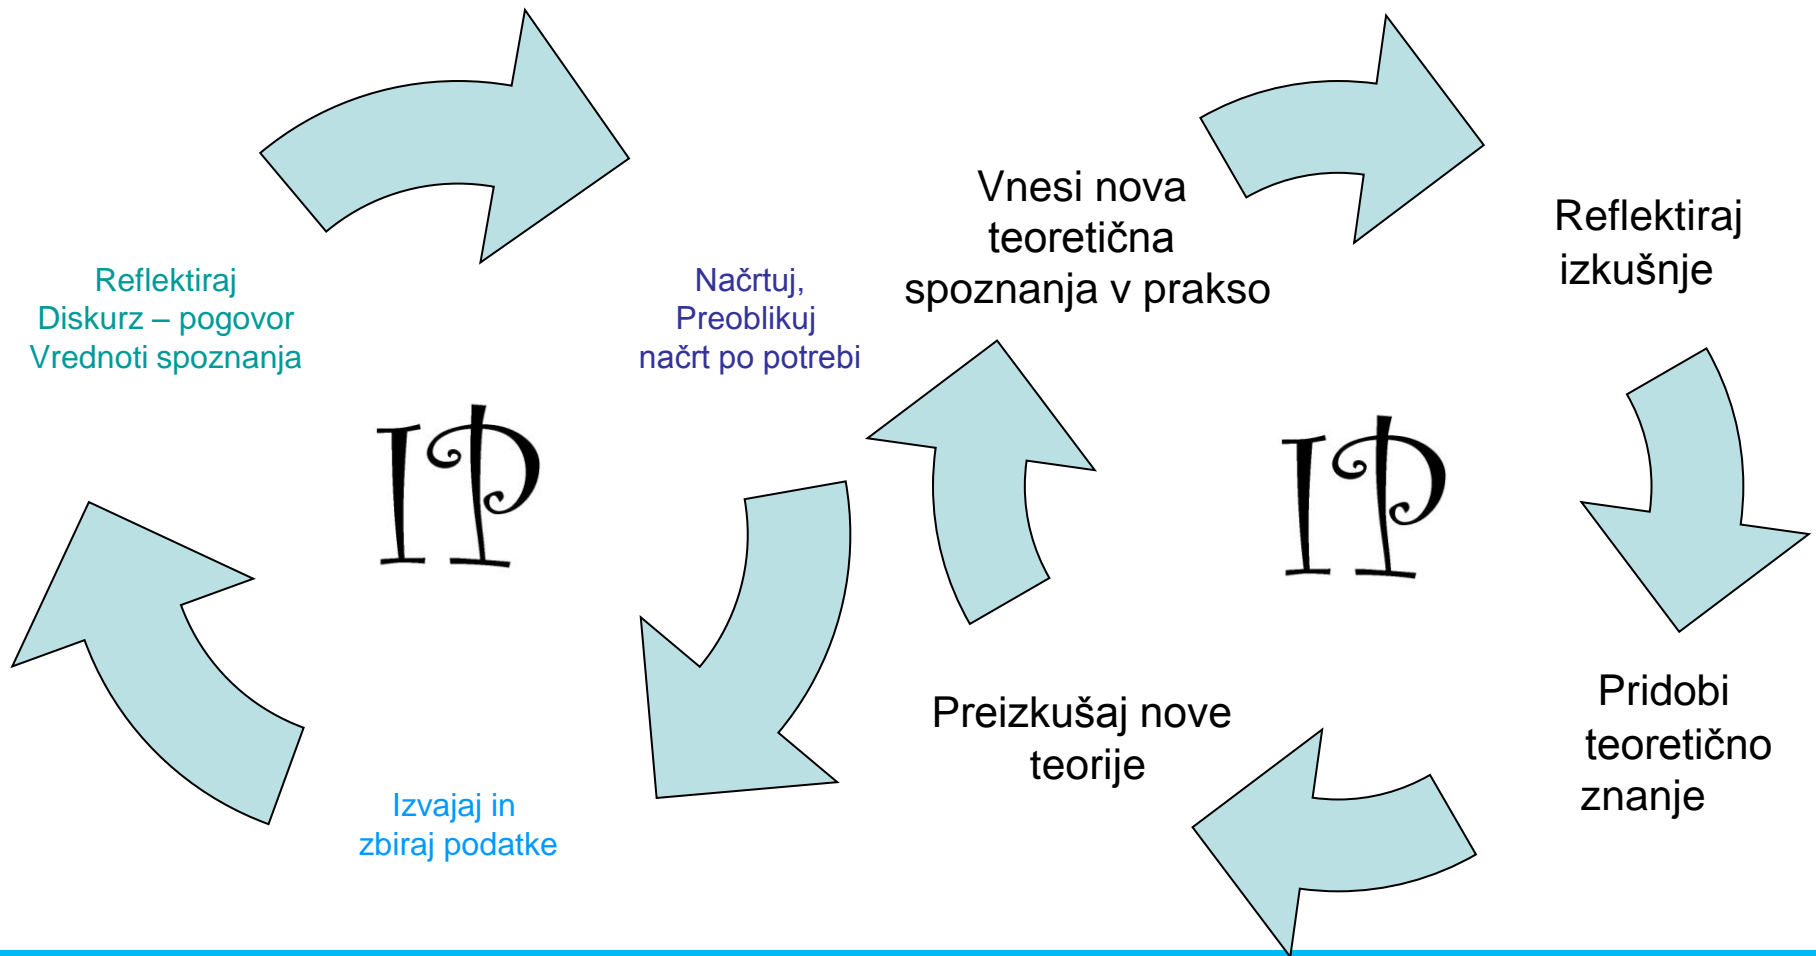 Reflektiraj
Diskurz – pogovor
Vrednoti spoznanja
Načrtuj,
Preoblikuj
načrt po potrebi
IP
Izvajaj in
zbiraj podatke
Vnesi nova
teoretična
spoznanja v prakso
Reflektiraj
izkušnje
IP
Pridobi
teoretično
znanje
Preizkušaj nove
teorije